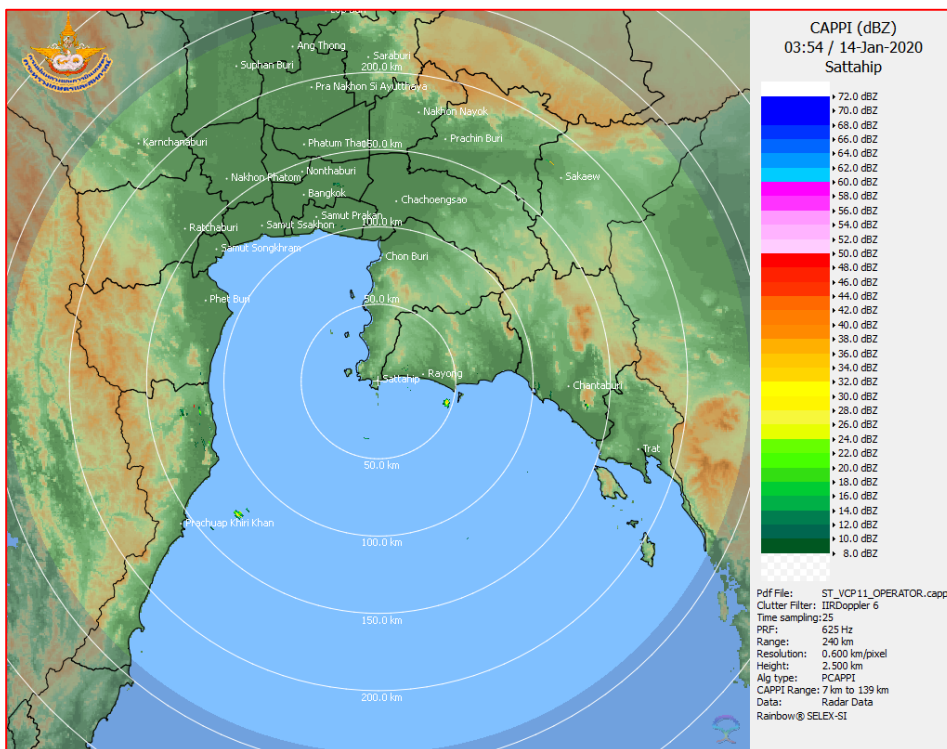 CAPPI (dBZ)
03:54 / 14-Jan-2020
Sattahip
72.0 dBZ
70.0 dBZ
68.0 dBZ
66.0 dBZ
64.0 dBZ
62.0 dBZ
60.0 dBZ
58.0 dBZ
56.0 dBZ
54.0 dBZ
52.0 dBZ
50.0 dBZ
48.0 dBZ
46.0 dBZ
44.0 dBZ
42.0 dBZ
40.0 dBZ
38.0 dBZ
36.0 dBZ
34.0 dBZ
32.0 dBZ
30.0 dBZ
28.0 dBZ
26.0 dBZ
24.0 dBZ
22.0 dBZ
20.0 dBZ
18.0 dBZ
16.0 dBZ
14.0 dBZ
12.0 dBZ
10.0 dBZ
8.0 dBZ
Pdf File: ST_VCP11_OPERATOR.capp
Clutter Filter: IIRDoppler 6
Time sampling:25
PRF: 625 Hz
Range: 240 km
Resolution: 0.600 km/pixel
Height: 2.500 km
Alg type: PCAPPI
CAPPI Range: 7 km to 139 km
Data: Radar Data
Rainbow® SELEX-SI
Ang Thong
Saraburi
Suphan Buri
200.0 km
Pra Nakhon Si Ayutthaya
Nakhon Nayok
Karnchanaburi
Phatum Than
Prachin Buri
Nonthaburi
Nakhon Phatom
Sakaew
Bangkok
Chachoengsao
Samut Prakan
Ratchaburi
Samut Ssakhon
100.0 km
Samut Songkhram
Chon Buri
Phet Buri
50.0 km
Sattahip
Rayong
Chantaburi
Trat
50.0 km
Prachuap Khiri Khan
100.0 km
150.0 km
200.0 km